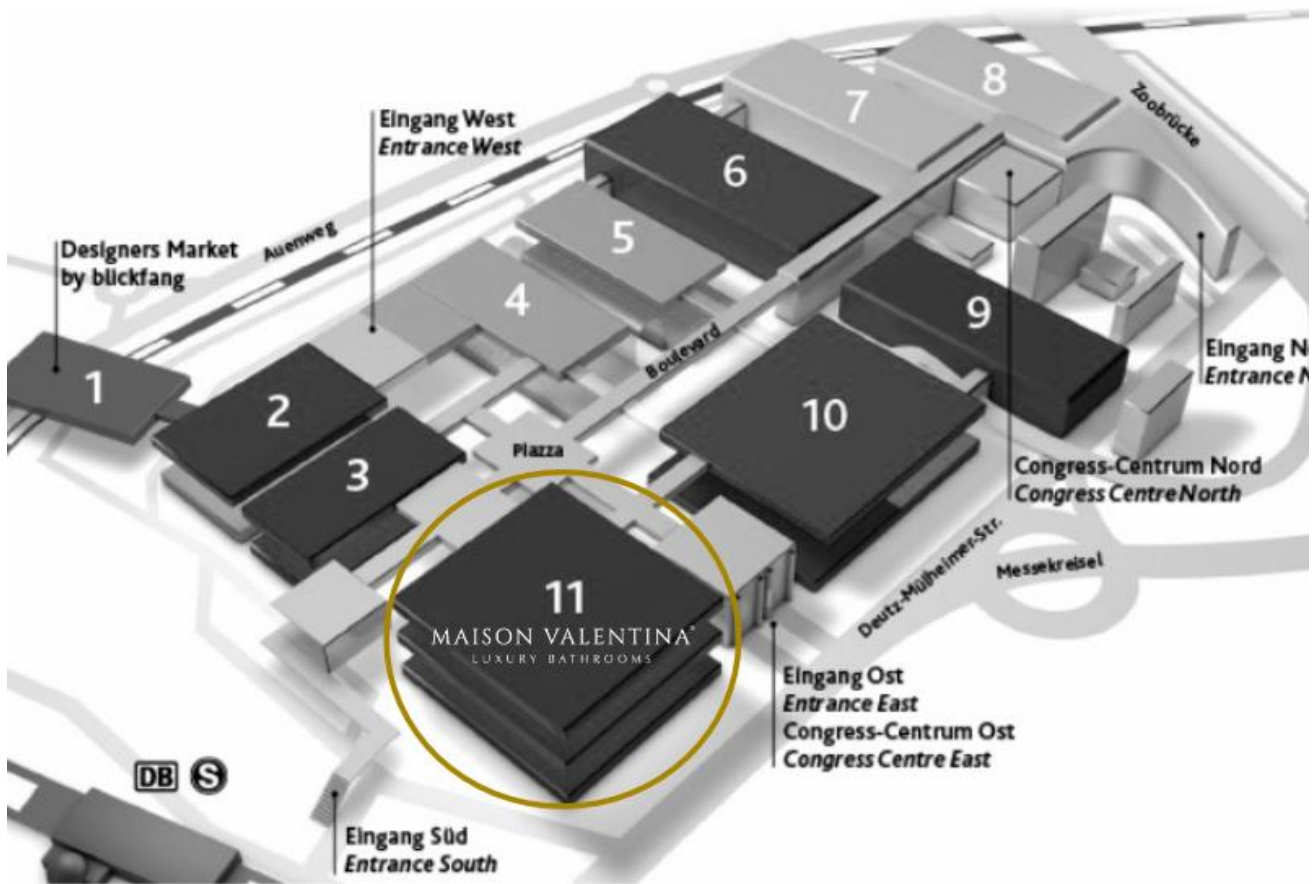 8
7
Zoobrücke
Eingang West
Entrance West
6
5
Auenweg
Designers Market
by blickfang
4
9
Boulevard
Eingang N
Entrance N
1
2
10
3
Piazza
Congress-Centrum Nord
Congress Centre North
Deutz-Mülheimer-Str.
Messekreisel
11
MAISON VALENTINA
LUXURY BATHROOMS
Eingang Ost
Entrance East
Congress-Centrum Ost
Congress Centre East
DB S
Eingang Süd
Entrance South